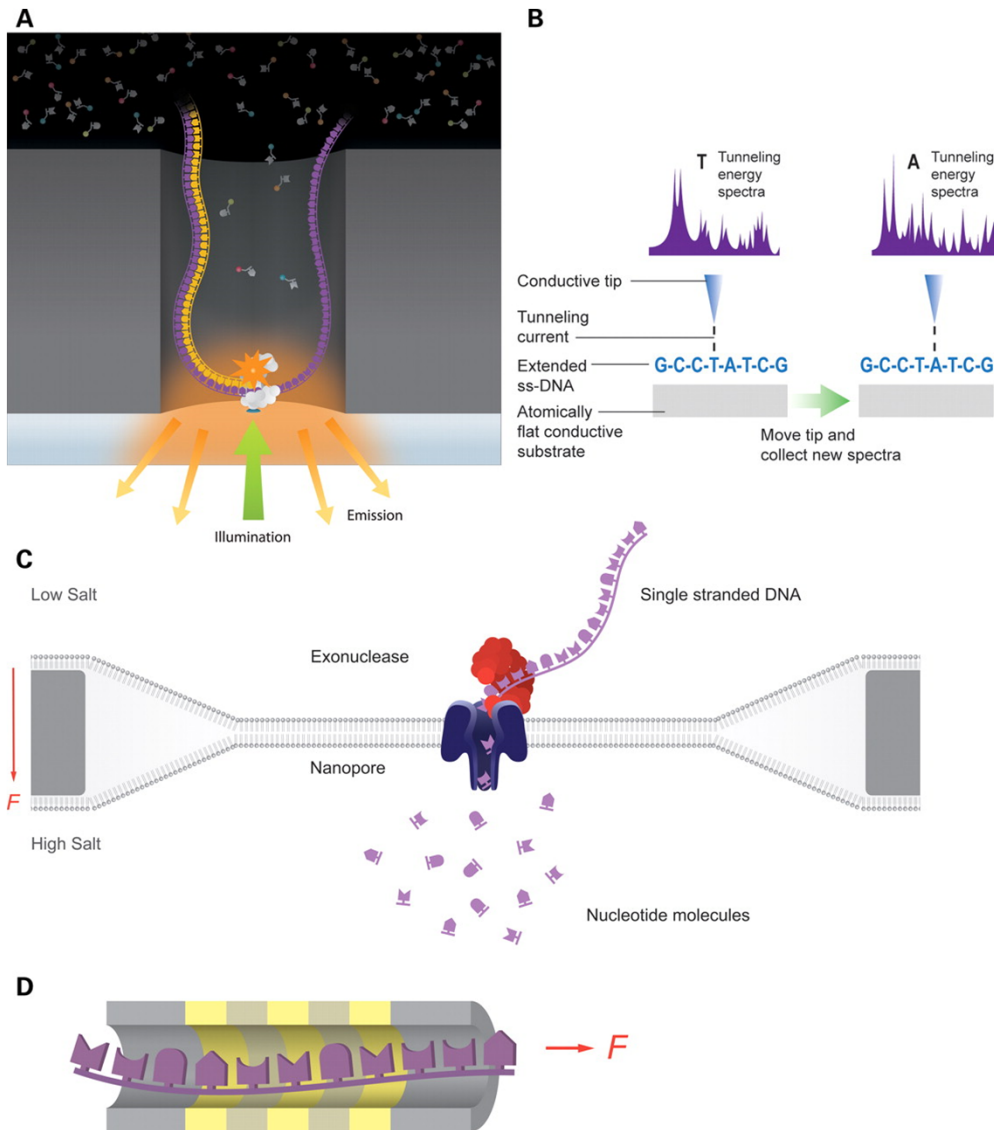 A
Illumination
Emission
B
T Tunneling
energy
spectra
A Tunneling
energy
spectra
Conductive tip
Tunneling
current
Extended
ss-DNA
G-C-C-T-A-T-C-G
G-C-C-T-A-T-C-G
Atomically
flat conductive
substrate
Move tip and
collect new spectra
C
Low Salt
Single stranded DNA
Exonuclease
Nanopore
F
High Salt
Nucleotide molecules
D
F